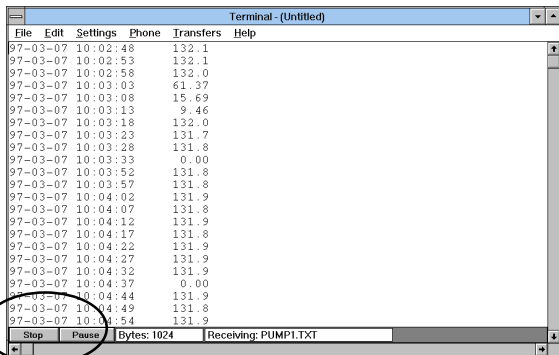 Terminal - (Untitled)
File Edit Settings Phone Transfers Help
97-03-07 10:02:48 132.1
97-03-07 10:02:53 132.1
97-03-07 10:02:58 132.0
97-03-07 10:03:03 61.37
97-03-07 10:03:08 15.69
97-03-07 10:03:13 9.46
97-03-07 10:03:18 132.0
97-03-07 10:03:23 131.7
97-03-07 10:03:28 131.8
97-03-07 10:03:33 0.00
97-03-07 10:03:52 131.8
97-03-07 10:03:57 131.8
97-03-07 10:04:02 131.9
97-03-07 10:04:07 131.8
97-03-07 10:04:12 131.9
97-03-07 10:04:17 131.8
97-03-07 10:04:22 131.9
97-03-07 10:04:27 131.9
97-03-07 10:04:32 131.9
97-03-07 10:04:37 0.00
97-03-07 10:04:44 131.9
97-03-07 10:04:49 131.8
97-03-07 10:04:54 131.9
Stop Pause Bytes: 1024 Receiving: PUMP1.TXT